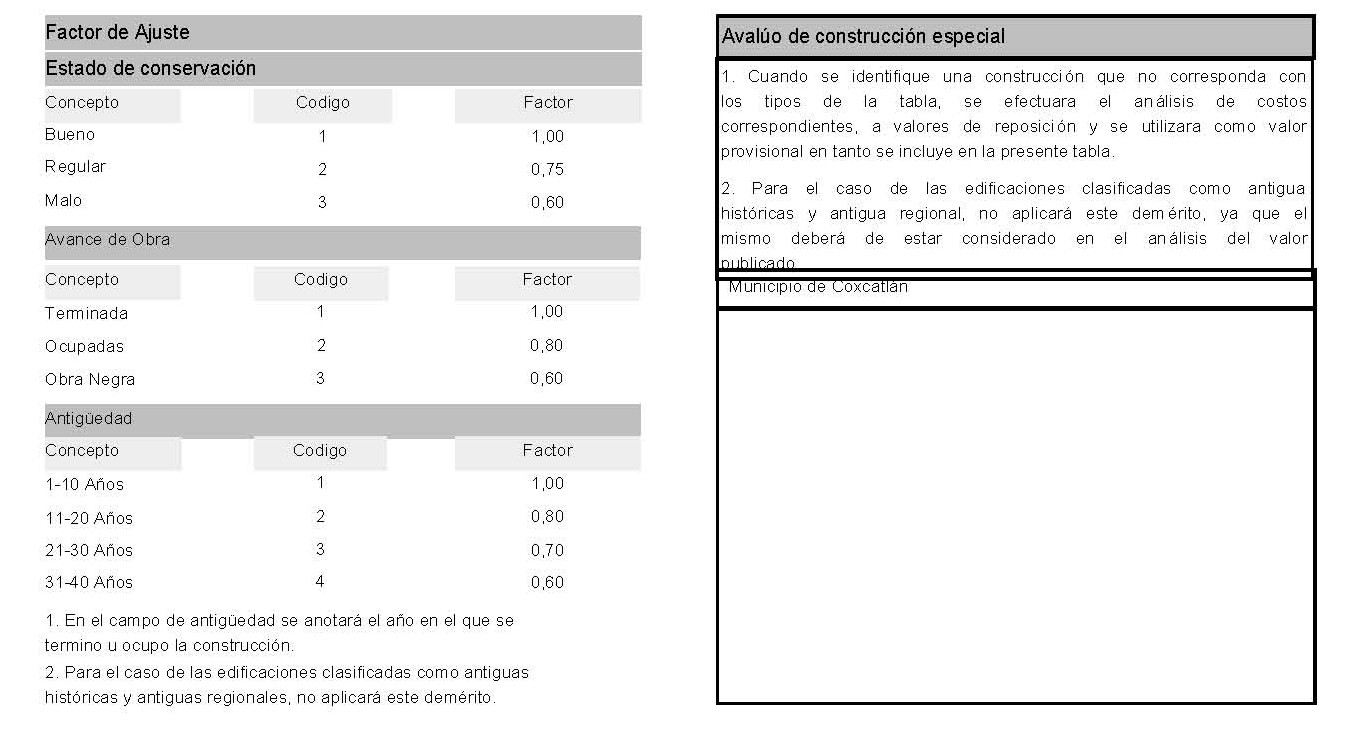 Factor de Ajuste
Estado de conservación
Concepto Codigo Factor
Bueno 1 1,00
Regular 2 0,75
Malo 3 0,60
Avance de Obra
Concepto Codigo Factor
Terminada 1 1,00
Ocupadas 2 0,80
Obra Negra 3 0,60
Antigüedad
Concepto Codigo Factor
1-10 Años 1 1,00
11-20 Años 2 0,80
21-30 Años 3 0,70
31-40 Años 4 0,60
1. En el campo de antigüedad se anotará el año en el que se
termino u ocupo la construcción.
2. Para el caso de las edificaciones clasificadas como antiguas
históricas y antiguas regionales, no aplicará este demérito.
Avalúo de construcción especial
1. Cuando se identifique una construcción que no corresponda con
los tipos de la tabla, se efectuara el análisis de costos
correspondientes, a valores de reposición y se utilizara como valor
provisional en tanto se incluye en la presente tabla.
2. Para el caso de las edificaciones clasificadas como antigua
históricas y antigua regional, no aplicará este demérito, ya que el
mismo deberá de estar considerado en el análisis del valor
publicado
Municipio de Coxcatlán